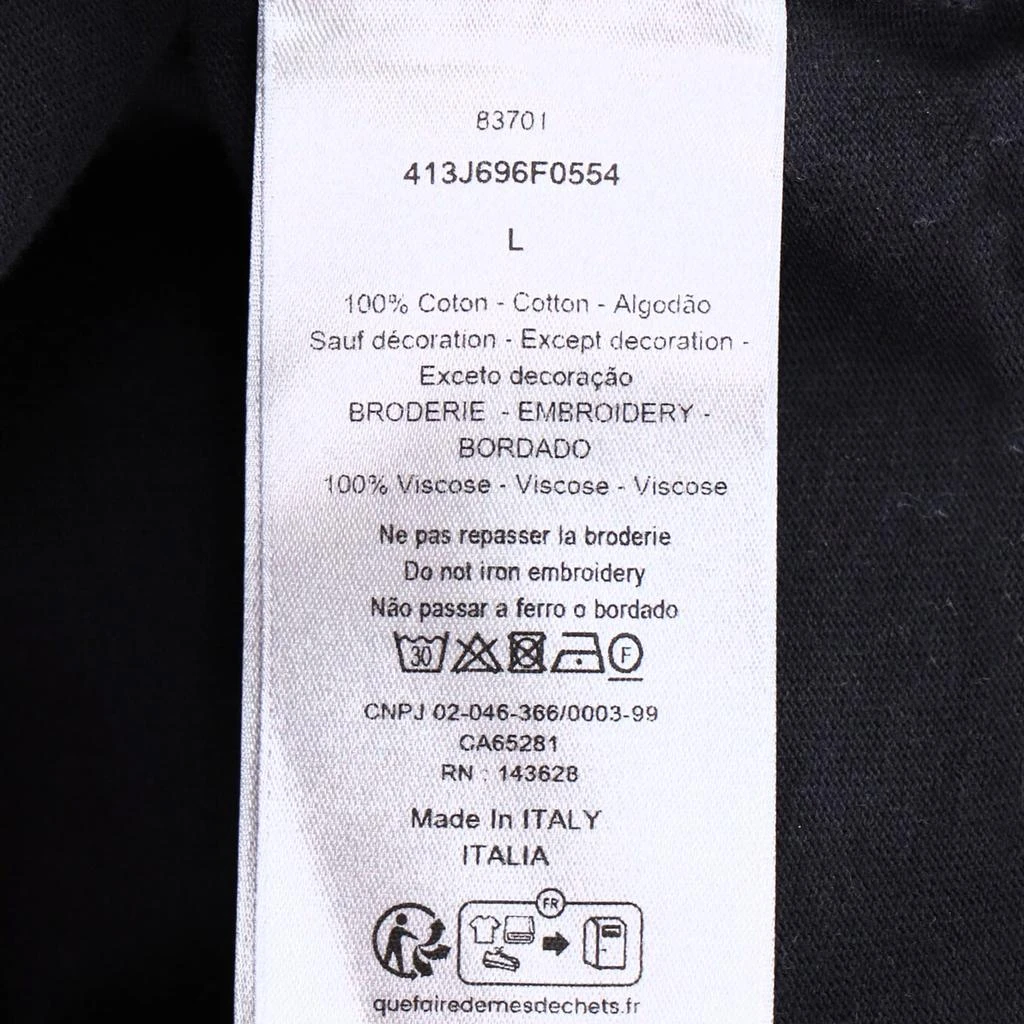 83701
413J696F0554
L
100% Coton - Cotton - Algodão
Sauf décoration - Except decoration -
Exceto decoração
BRODERIE - EMBROIDERY -
BORDADO
100% Viscose - Viscose - Viscose
Ne pas repasser la broderie
Do not iron embroidery
Não passar a ferro o bordado
30 F
CNPJ 02-046-366/0003-99
CA65281
RN : 143628
Made In ITALY
ITALIA
FR
quefairedemesdechets.fr